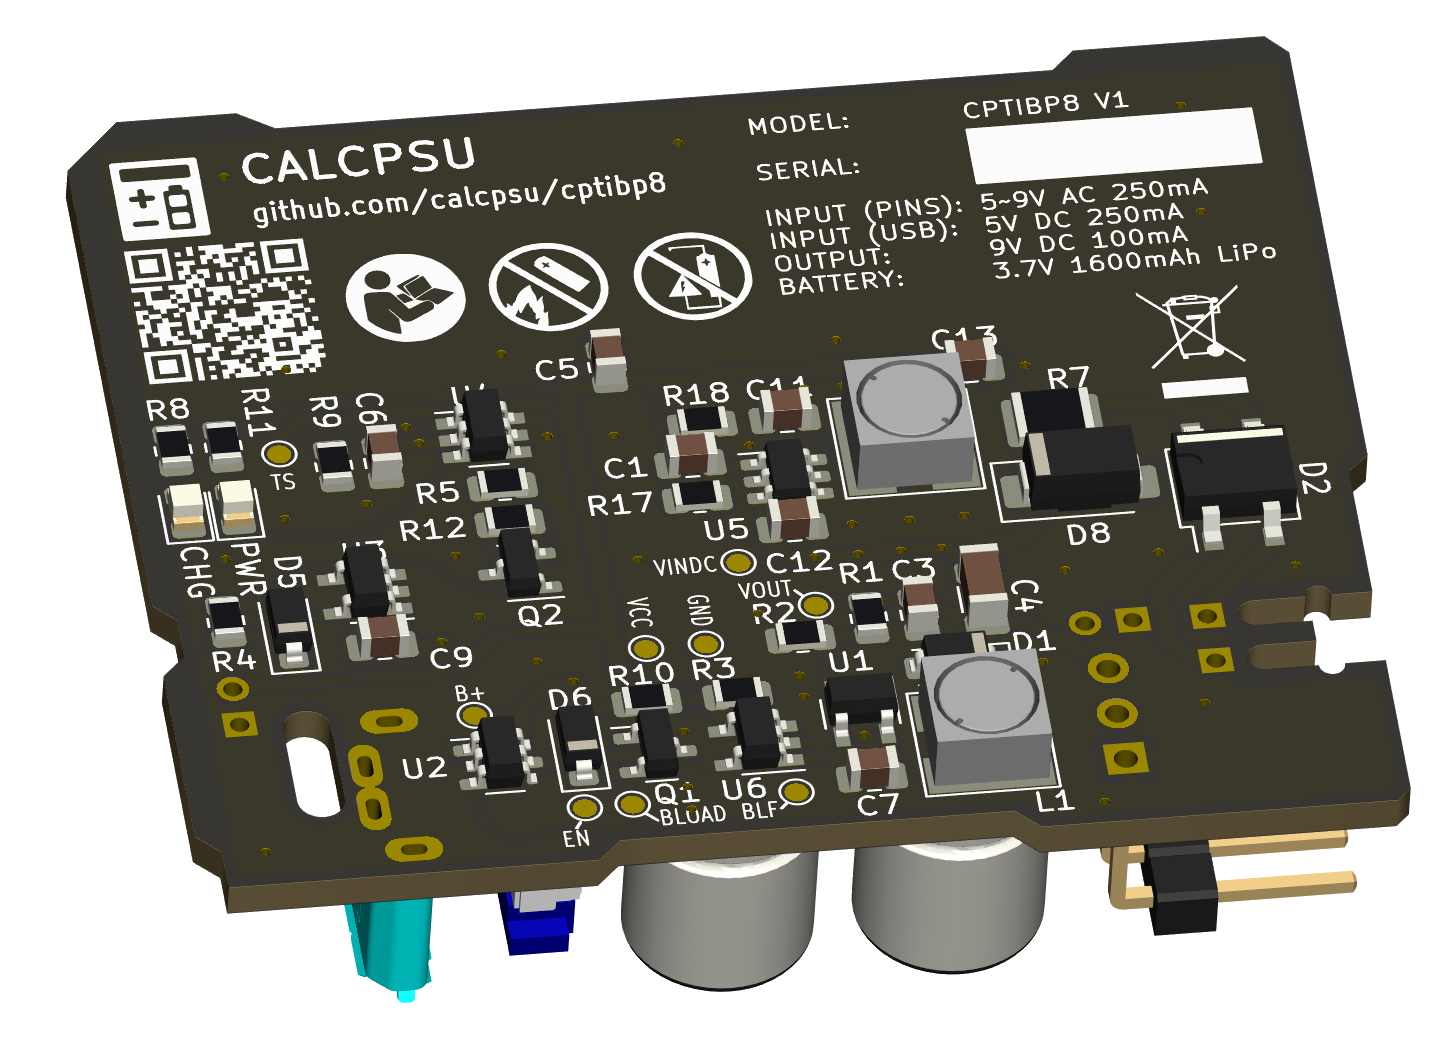 CALCPSU
github.com/calcpsu/cptibp8
MODEL: CPTIBP8 V1
SERIAL:
INPUT (PINS): 5~9V AC 250mA
INPUT (USB): 5V DC 250mA
OUTPUT: 9V DC 100mA
BATTERY: 3.7V 1600mAh LiPo
C5
C13
R8
R11
R9
C6
R18
C11
R7
TS
C1
R5
R17
R12
U5
D2
D8
CHG
PWR
D5
VINDC
C12
Q2
VCC
GND
VOUT
R2
R1
C3
C4
R4
C9
R10
R3
U1
D1
B+
D6
U2
Q1
U6
C7
L1
EN
BLOAD
BLF